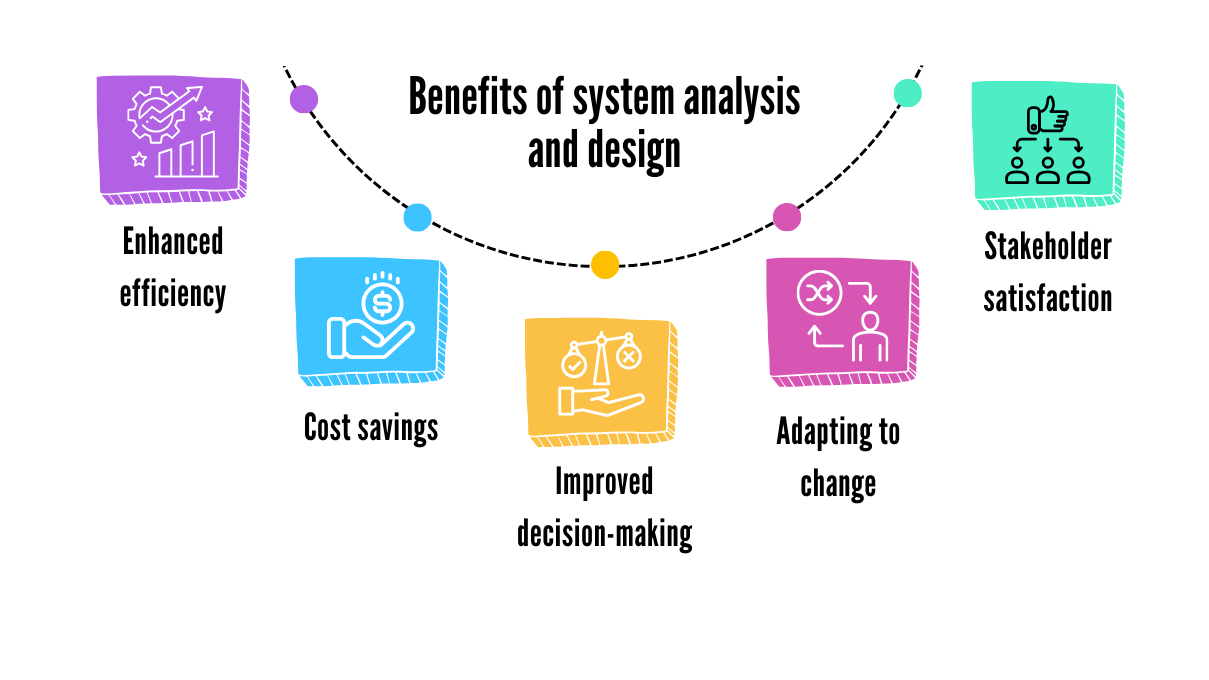 Benefits of system analysis
and design
Enhanced
efficiency
Cost savings
Improved
decision-making
Adapting to
change
Stakeholder
satisfaction